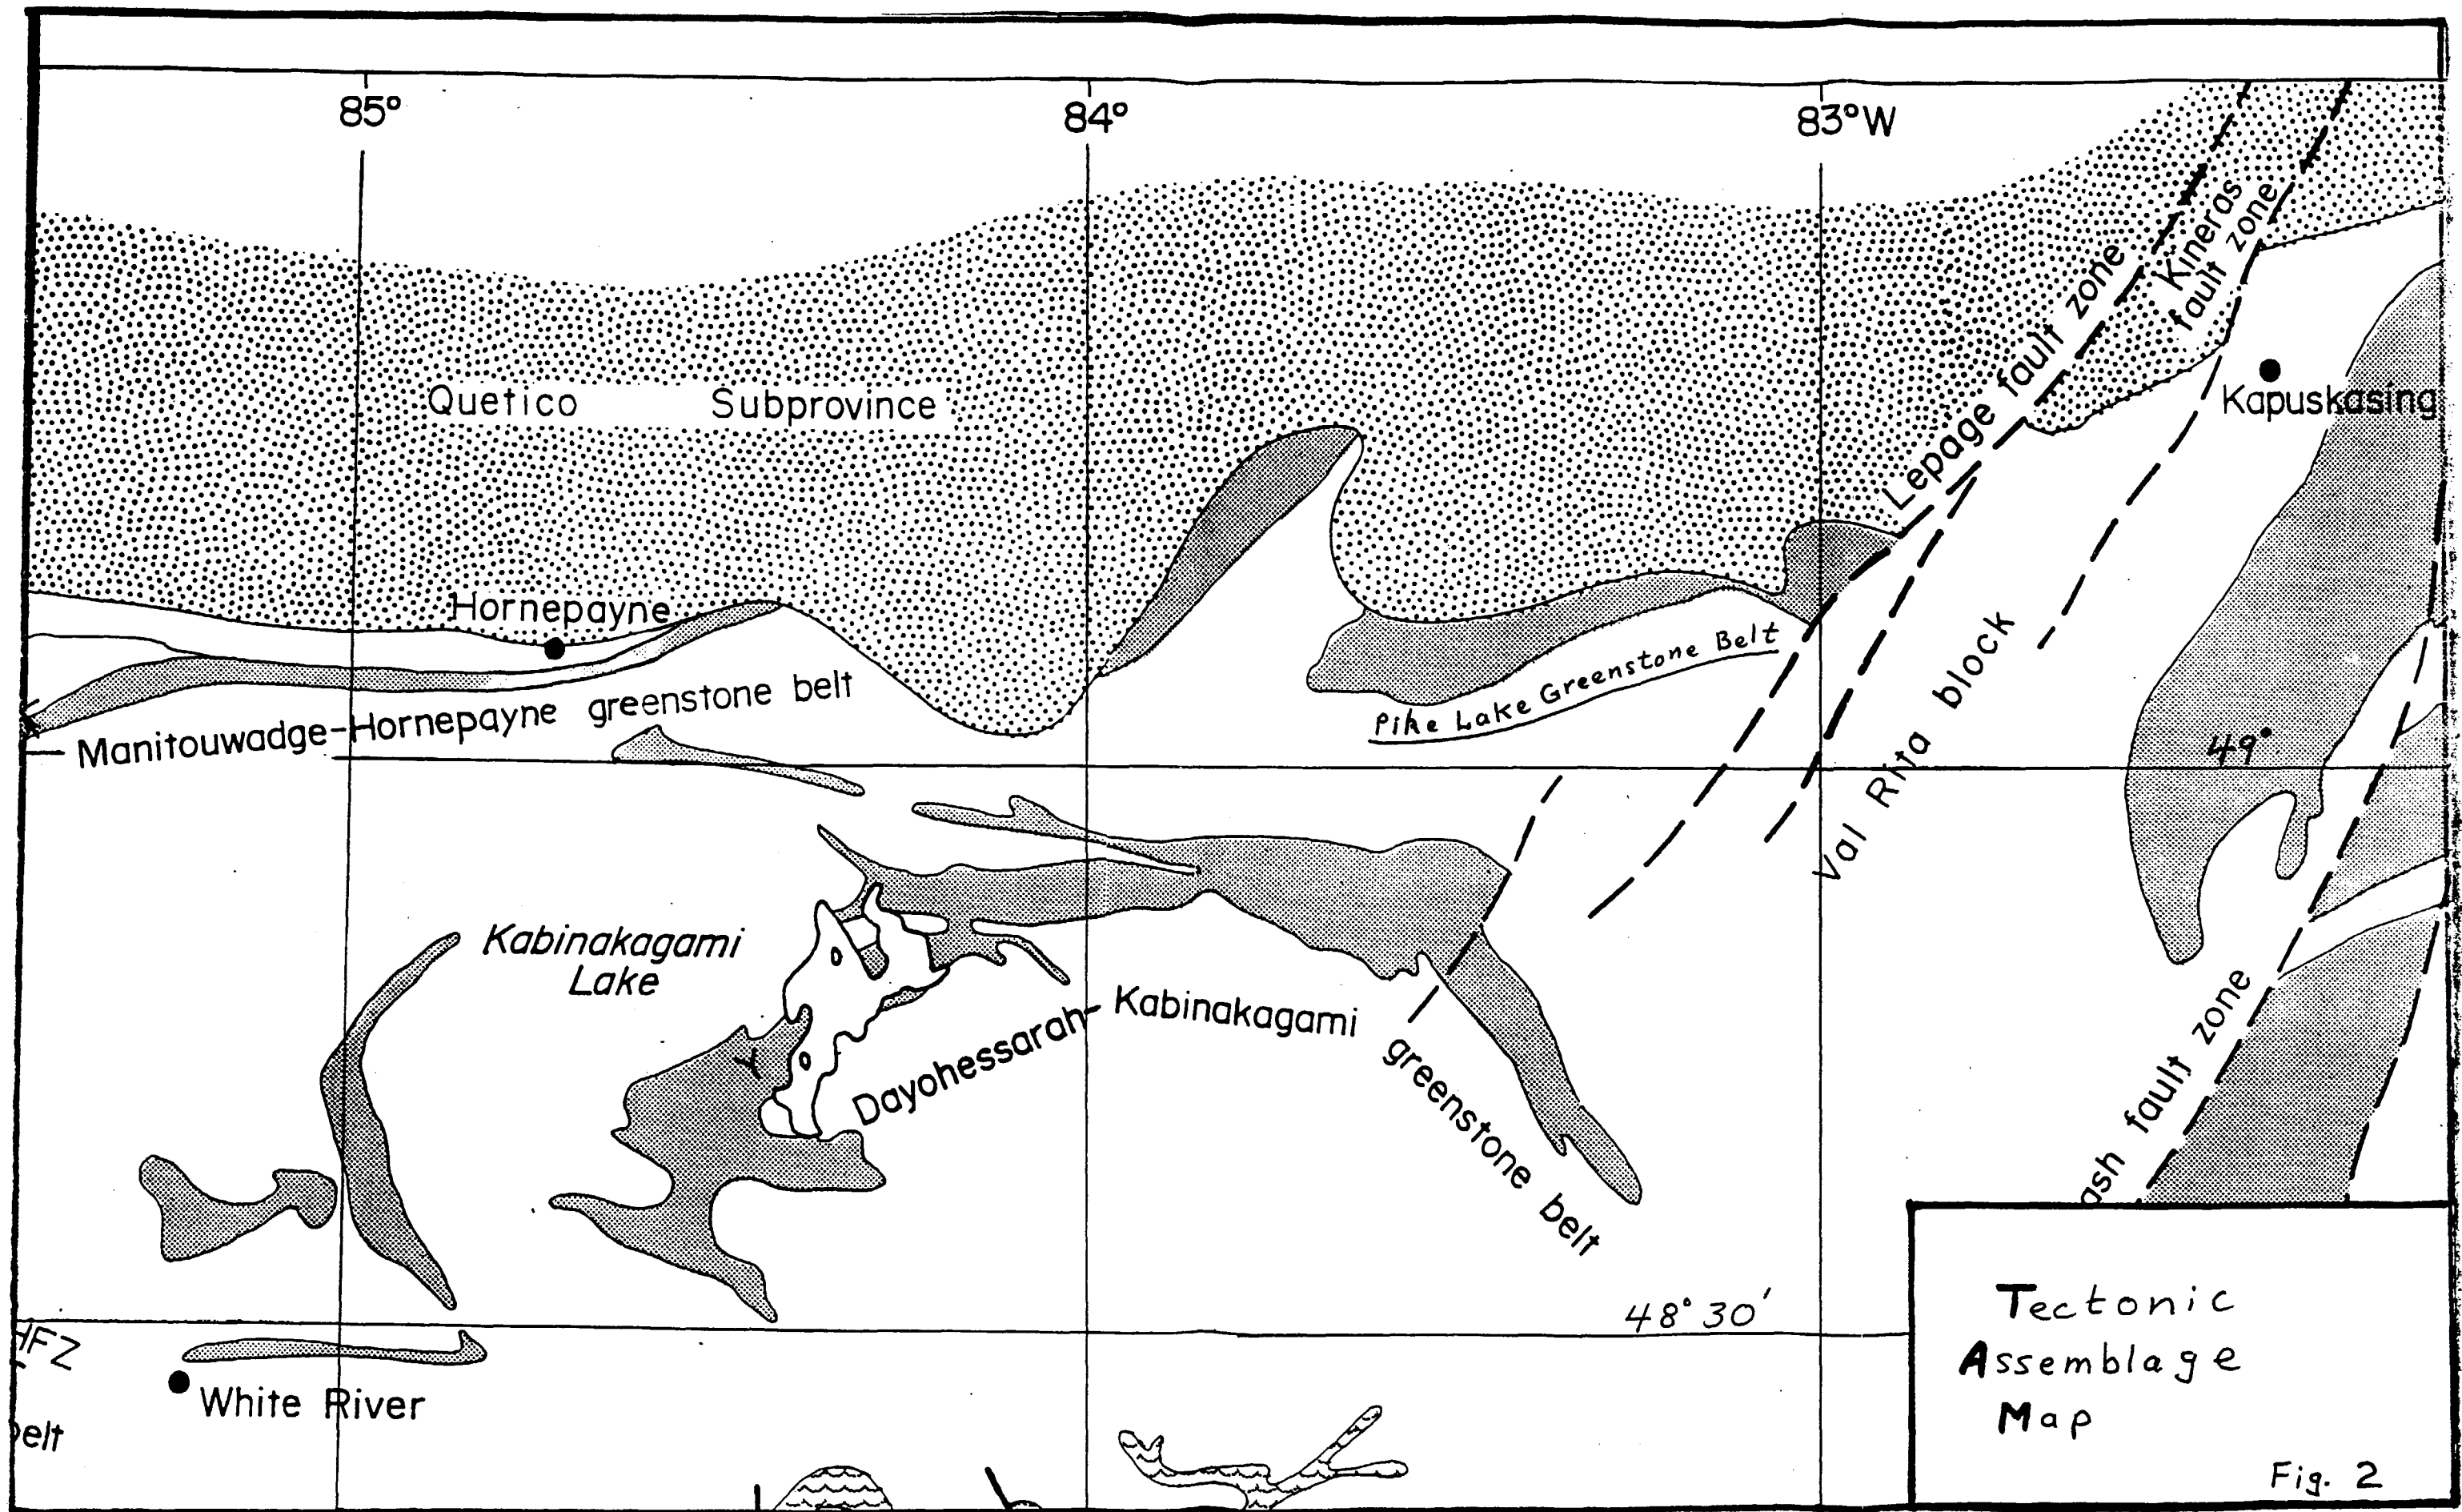 85°
84°
83°W
Kineras
fault zone
Lepage fault zone
Quetico Subprovince
Kapuskasing
Hornepayne
Pike Lake Greenstone Belt
Manitouwadge-Hornepayne greenstone belt
Val Rita block
49°
Kabinakagami
Lake
Dayohessarah-Kabinakagami greenstone belt
ash fault zone
48° 30'
HFZ
White River
belt
Tectonic
Assemblage
Map
Fig. 2